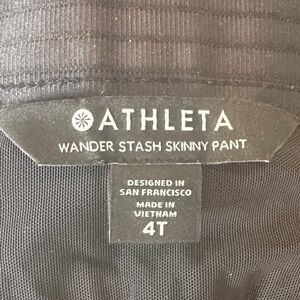 ATHLETA
WANDER STASH SKINNY PANT
DESIGNED IN
SAN FRANCISCO
MADE IN
VIETNAM
4T